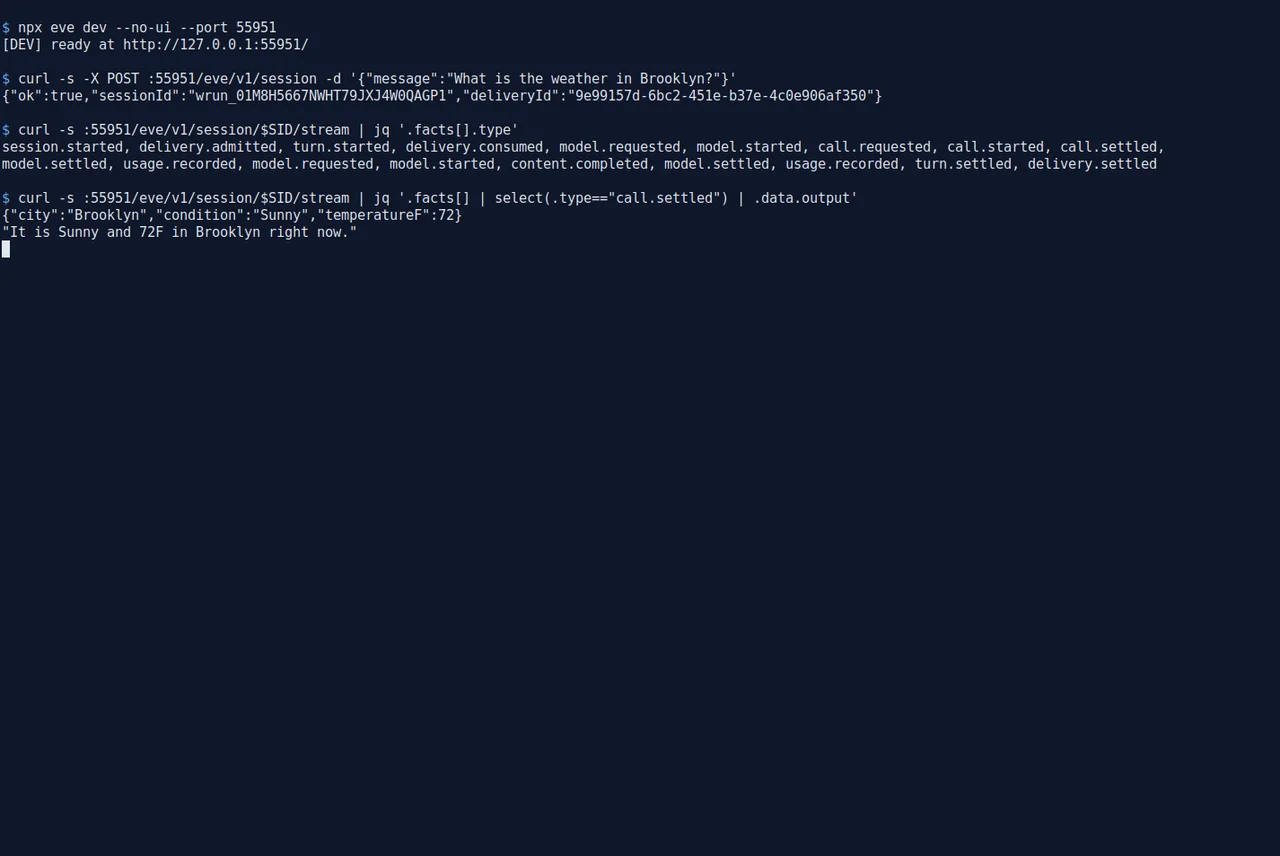 $ npx eve dev --no-ui --port 55951
[DEV] ready at http://127.0.0.1:55951/
$ curl -s -X POST :55951/eve/v1/session -d '{"message":"What is the weather in Brooklyn?"}'
{"ok":true,"sessionId":"wrun_01M8H5667NWHT79JXJ4W0QAGP1","deliveryId":"9e99157d-6bc2-451e-b37e-4c0e906af350"}
$ curl -s :55951/eve/v1/session/$SID/stream | jq '.facts[].type'
session.started, delivery.admitted, turn.started, delivery.consumed, model.requested, model.started, call.requested, call.started, call.settled,
model.settled, usage.recorded, model.requested, model.started, content.completed, model.settled, usage.recorded, turn.settled, delivery.settled
$ curl -s :55951/eve/v1/session/$SID/stream | jq '.facts[] | select(.type=="call.settled") | .data.output'
{"city":"Brooklyn","condition":"Sunny","temperatureF":72}
"It is Sunny and 72F in Brooklyn right now."